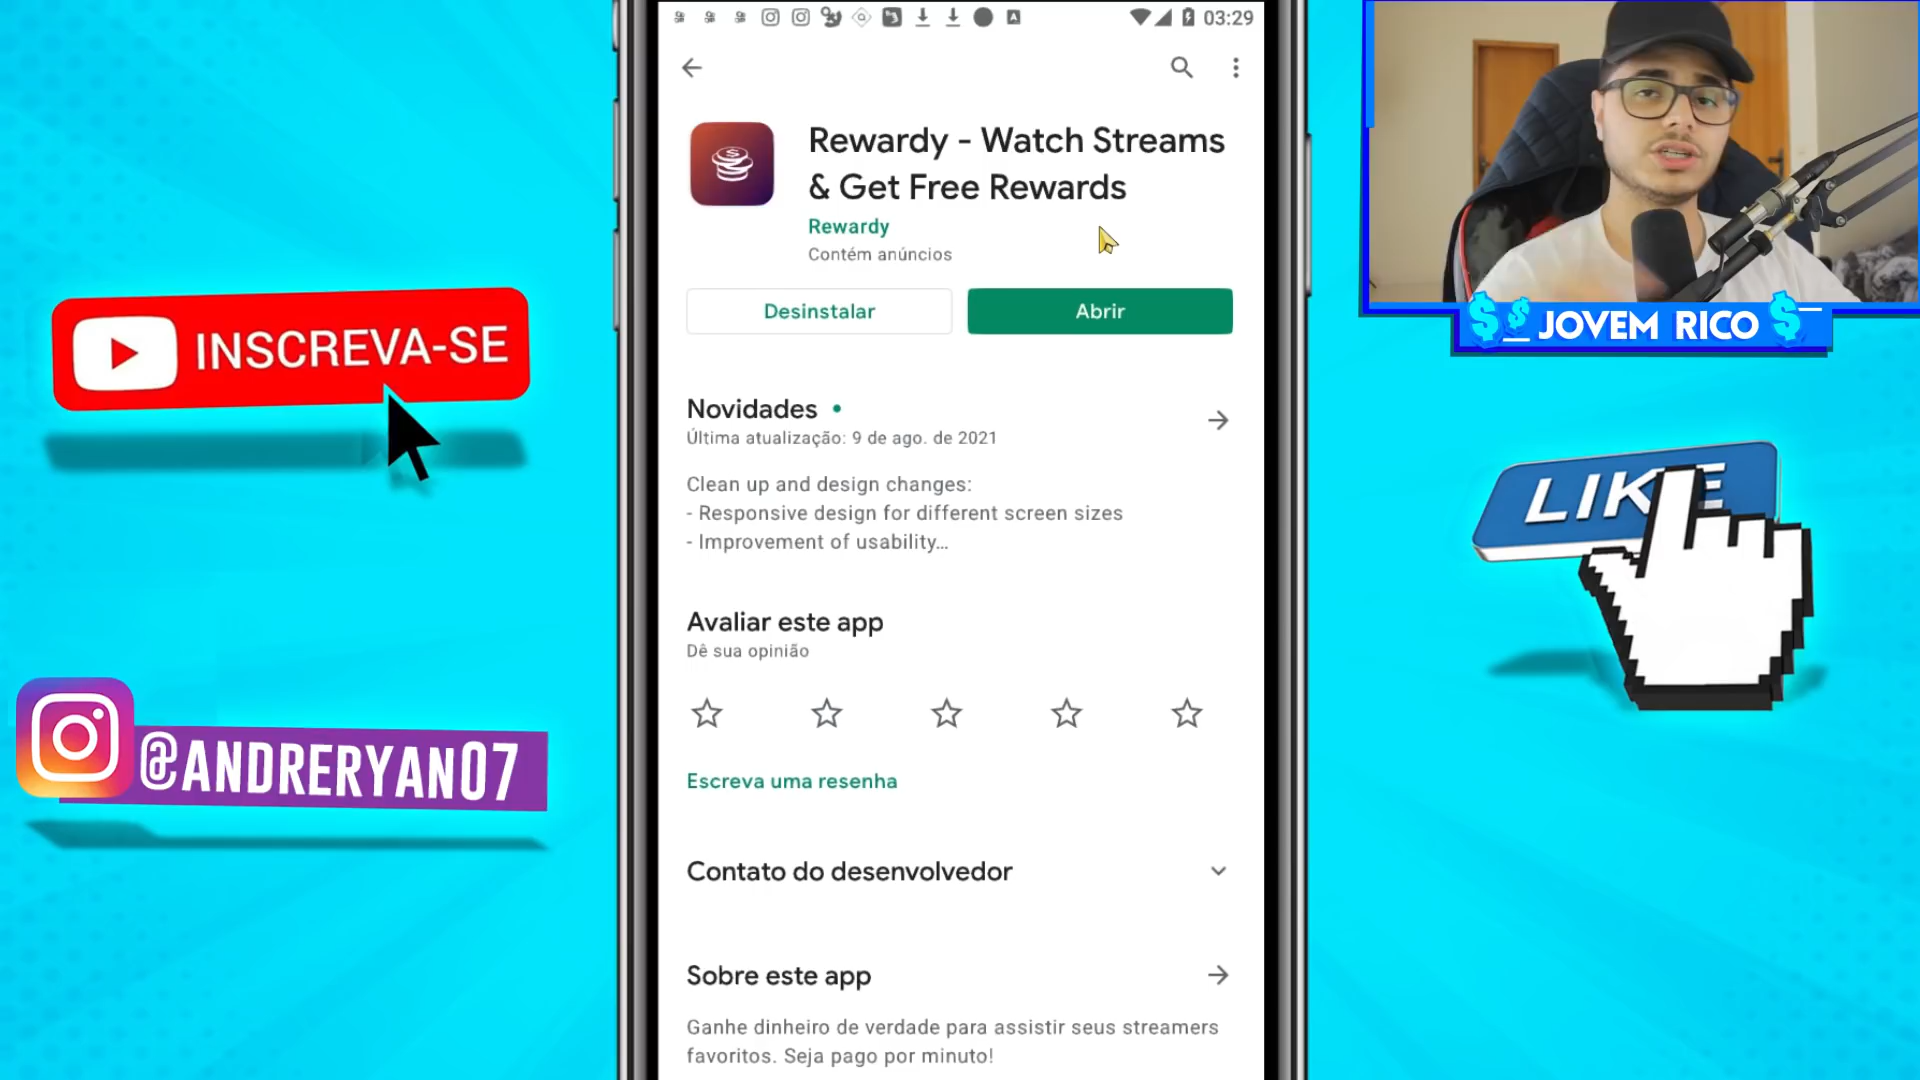 03:29
Rewardy - Watch Streams
& Get Free Rewards
Rewardy
Contém anúncios
Desinstalar
Abrir
Novidades
Última atualização: 9 de ago. de 2021
Clean up and design changes:
- Responsive design for different screen sizes
- Improvement of usability…
Avaliar este app
Dê sua opinião
Escreva uma resenha
Contato do desenvolvedor
Sobre este app
Ganhe dinheiro de verdade para assistir seus streamers
favoritos. Seja pago por minuto!
INSCREVA-SE
@ANDRERYAN07
$ $ JOVEM RICO $
LIKE